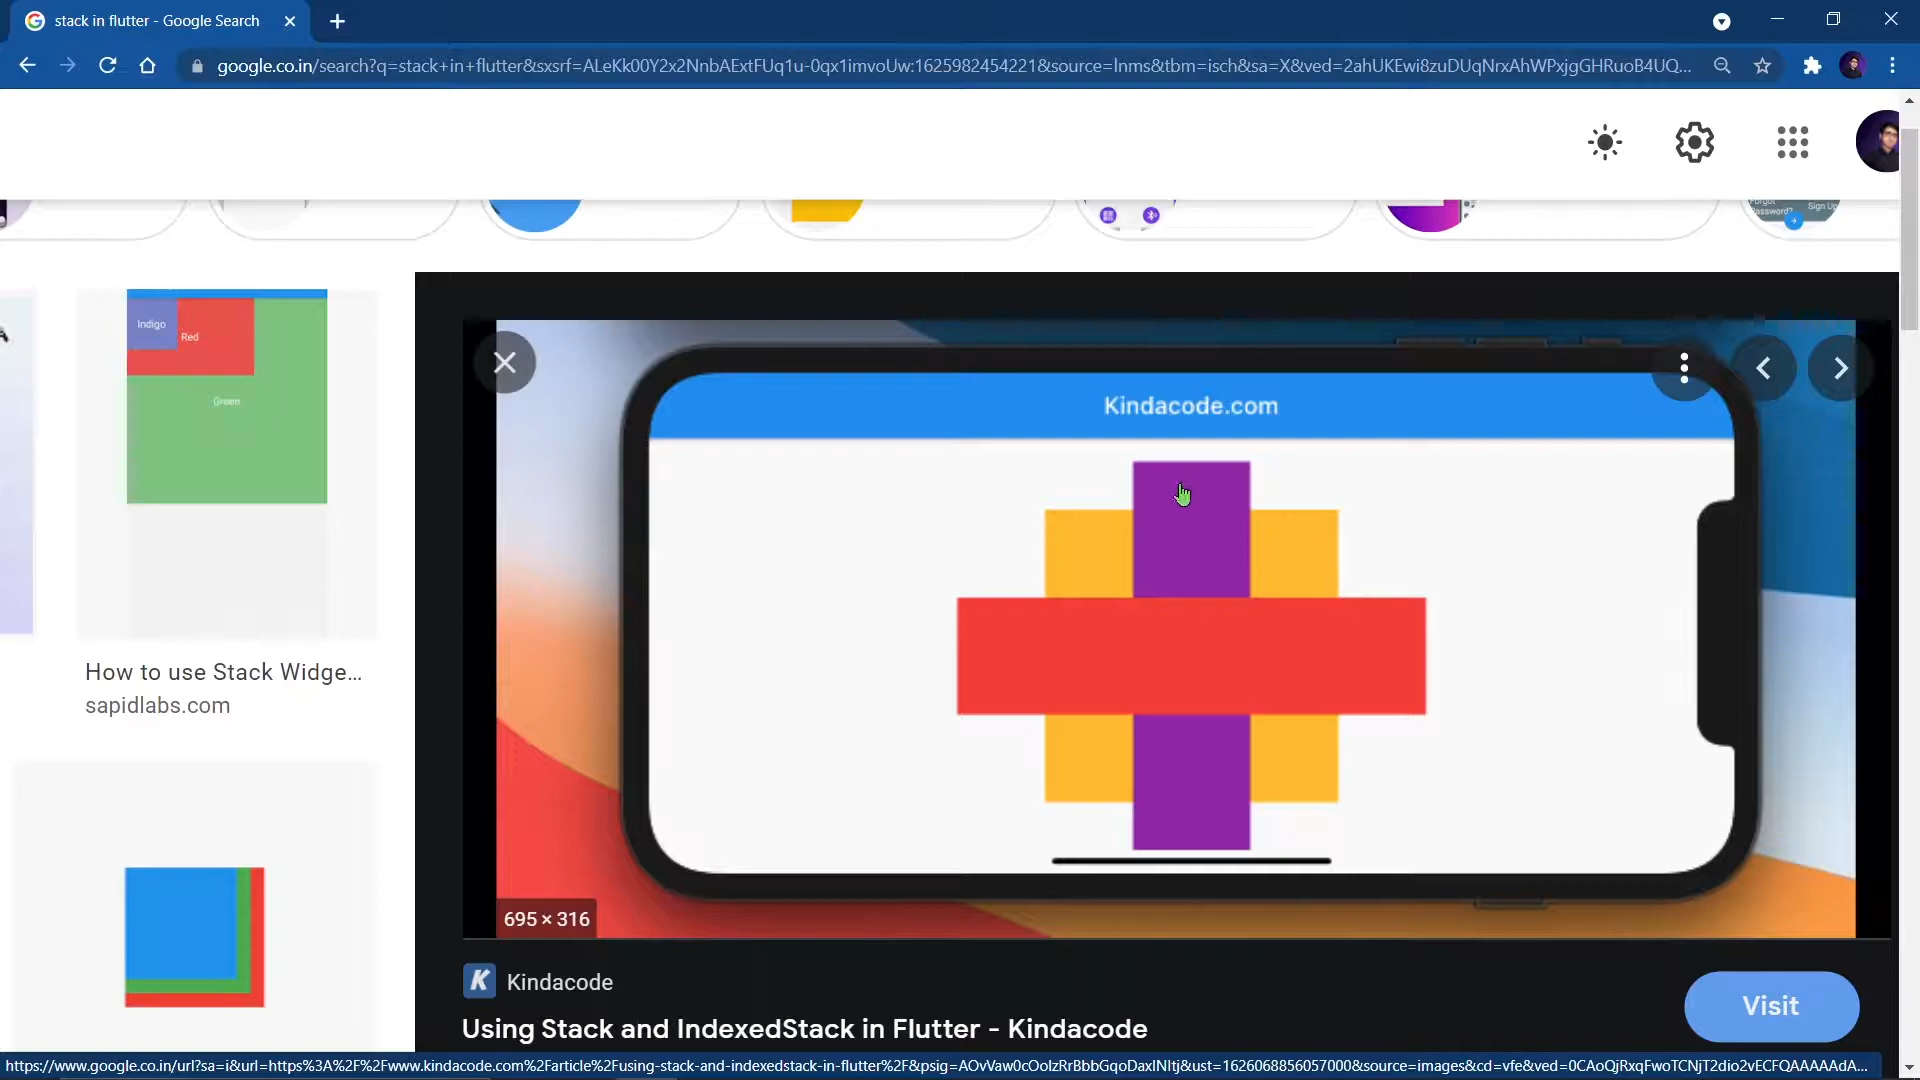 stack in flutter - Google Search
google.co.in/search?q=stack+in+flutter&sxsrf=ALeKk00Y2x2NnbAExtFUq1u-0qx1imvoUw:1625982454221&source=lnms&tbm=isch&sa=X&ved=2ahUKEwi8zuDUqNrxAhWPxjgGHRuoB4UQ...
Forgot Password?
Sign Up
Indigo
Red
Green
Kindacode.com
How to use Stack Widge...
sapidlabs.com
695 × 316
K Kindacode
Visit
Using Stack and IndexedStack in Flutter - Kindacode
https://www.google.co.in/url?sa=i&url=https%3A%2F%2Fwww.kindacode.com%2Farticle%2Fusing-stack-and-indexedstack-in-flutter%2F&psig=AOvVaw0cOolzRrBbbGqoDaxlNltj&ust=1626068856057000&source=images&cd=vfe&ved=0CAoQjRxqFwoTCNjT2dio2vECFQAAAAAdA...